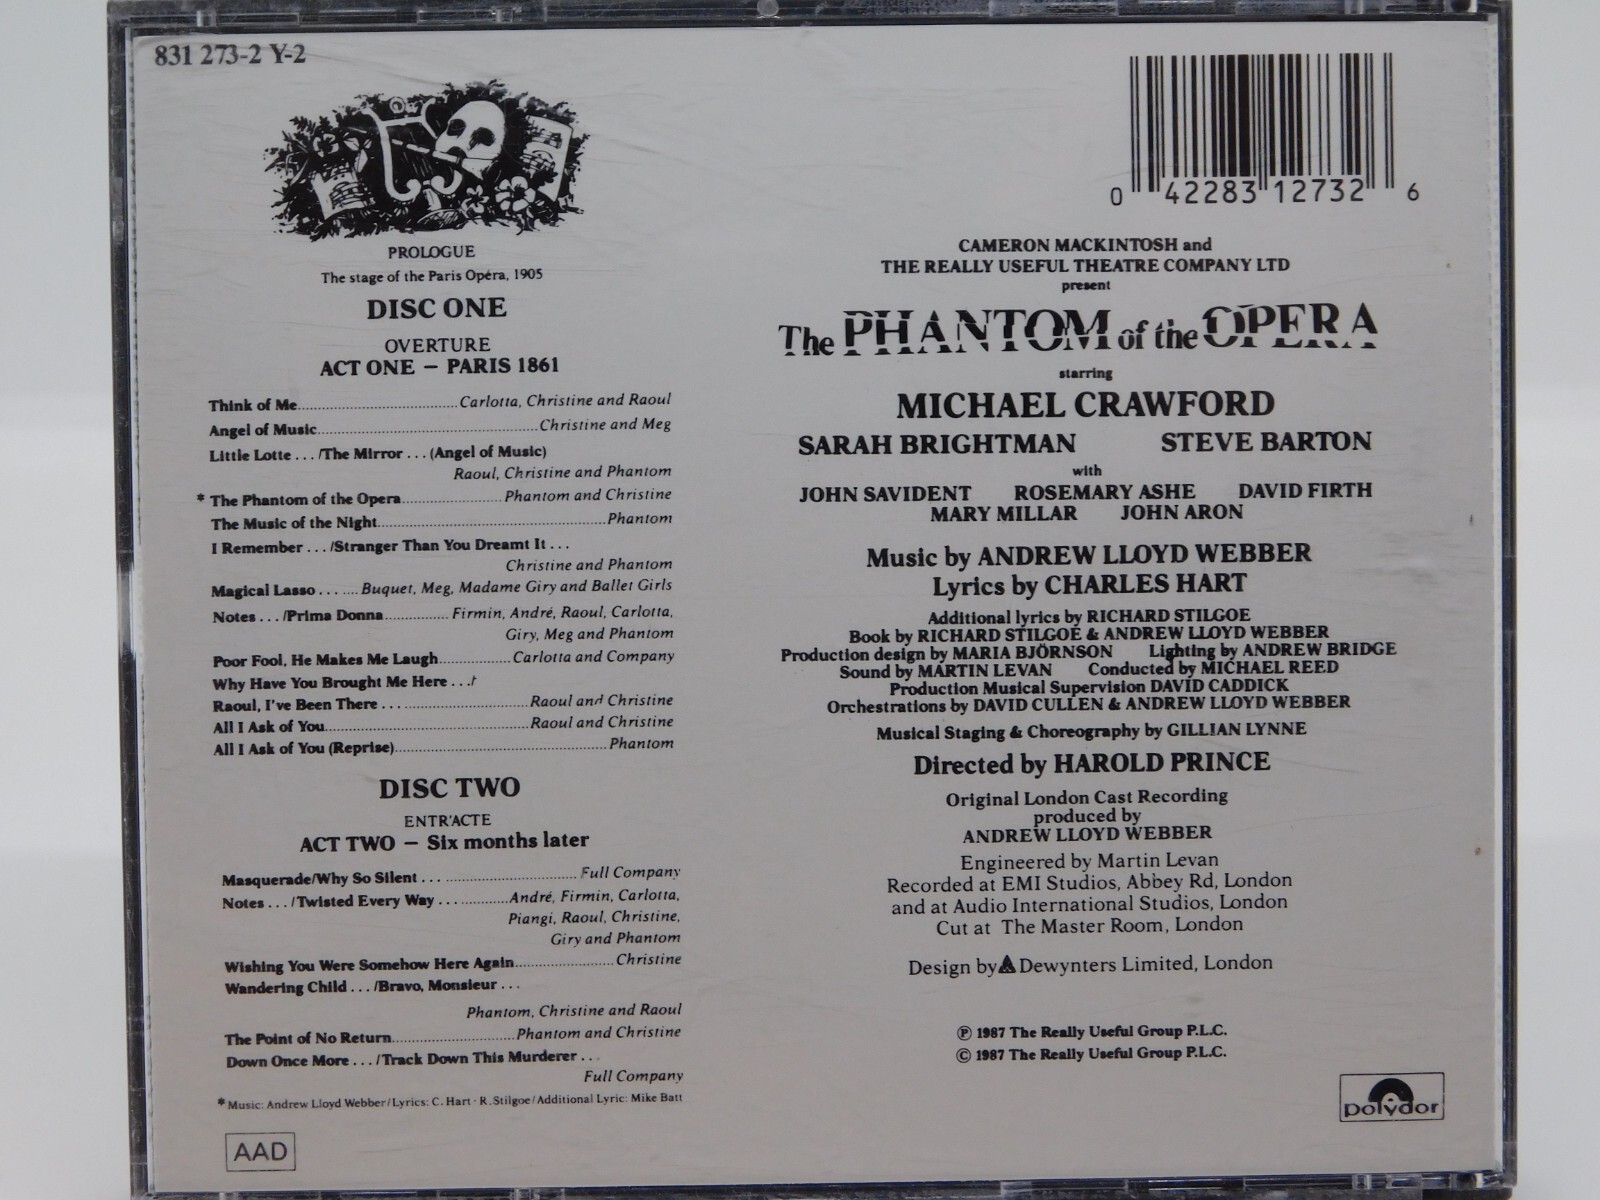 831 273-2 Y-2
PROLOGUE
The stage of the Paris Opéra, 1905
DISC ONE
OVERTURE
ACT ONE – PARIS 1861
Think of Me.......................................Carlotta, Christine and Raoul
Angel of Music......................................................Christine and Meg
Little Lotte . . . /The Mirror . . . (Angel of Music)
Raoul, Christine and Phantom
* The Phantom of the Opera.........................Phantom and Christine
The Music of the Night........................................................Phantom
I Remember . . . /Stranger Than You Dreamt It . . .
Christine and Phantom
Magical Lasso . . . ....Buquet, Meg, Madame Giry and Ballet Girls
Notes . . . /Prima Donna................Firmin, André, Raoul, Carlotta,
Giry, Meg and Phantom
Poor Fool, He Makes Me Laugh..................Carlotta and Company
Why Have You Brought Me Here . . ./
Raoul, I've Been There . . . ...............................Raoul and Christine
All I Ask of You..................................................Raoul and Christine
All I Ask of You (Reprise)....................................................Phantom
DISC TWO
ENTR'ACTE
ACT TWO – Six months later
Masquerade/Why So Silent . . . ................................Full Company
Notes . . . /Twisted Every Way . . . ............André, Firmin, Carlotta,
Piangi, Raoul, Christine,
Giry and Phantom
Wishing You Were Somehow Here Again........................Christine
Wandering Child . . . /Bravo, Monsieur . . .
Phantom, Christine and Raoul
The Point of No Return..............................Phantom and Christine
Down Once More . . . /Track Down This Murderer . . .
Full Company
* Music: Andrew Lloyd Webber/Lyrics: C. Hart · R. Stilgoe/Additional Lyric: Mike Batt
AAD
0 42283 12732 6
CAMERON MACKINTOSH and
THE REALLY USEFUL THEATRE COMPANY LTD
present
The PHANTOM of the OPERA
starring
MICHAEL CRAWFORD
SARAH BRIGHTMAN STEVE BARTON
with
JOHN SAVIDENT ROSEMARY ASHE DAVID FIRTH
MARY MILLAR JOHN ARON
Music by ANDREW LLOYD WEBBER
Lyrics by CHARLES HART
Additional lyrics by RICHARD STILGOE
Book by RICHARD STILGOE & ANDREW LLOYD WEBBER
Production design by MARIA BJÖRNSON Lighting by ANDREW BRIDGE
Sound by MARTIN LEVAN Conducted by MICHAEL REED
Production Musical Supervision DAVID CADDICK
Orchestrations by DAVID CULLEN & ANDREW LLOYD WEBBER
Musical Staging & Choreography by GILLIAN LYNNE
Directed by HAROLD PRINCE
Original London Cast Recording
produced by
ANDREW LLOYD WEBBER
Engineered by Martin Levan
Recorded at EMI Studios, Abbey Rd, London
and at Audio International Studios, London
Cut at The Master Room, London
Design by Dewynters Limited, London
℗ 1987 The Really Useful Group P.L.C.
© 1987 The Really Useful Group P.L.C.
polydor